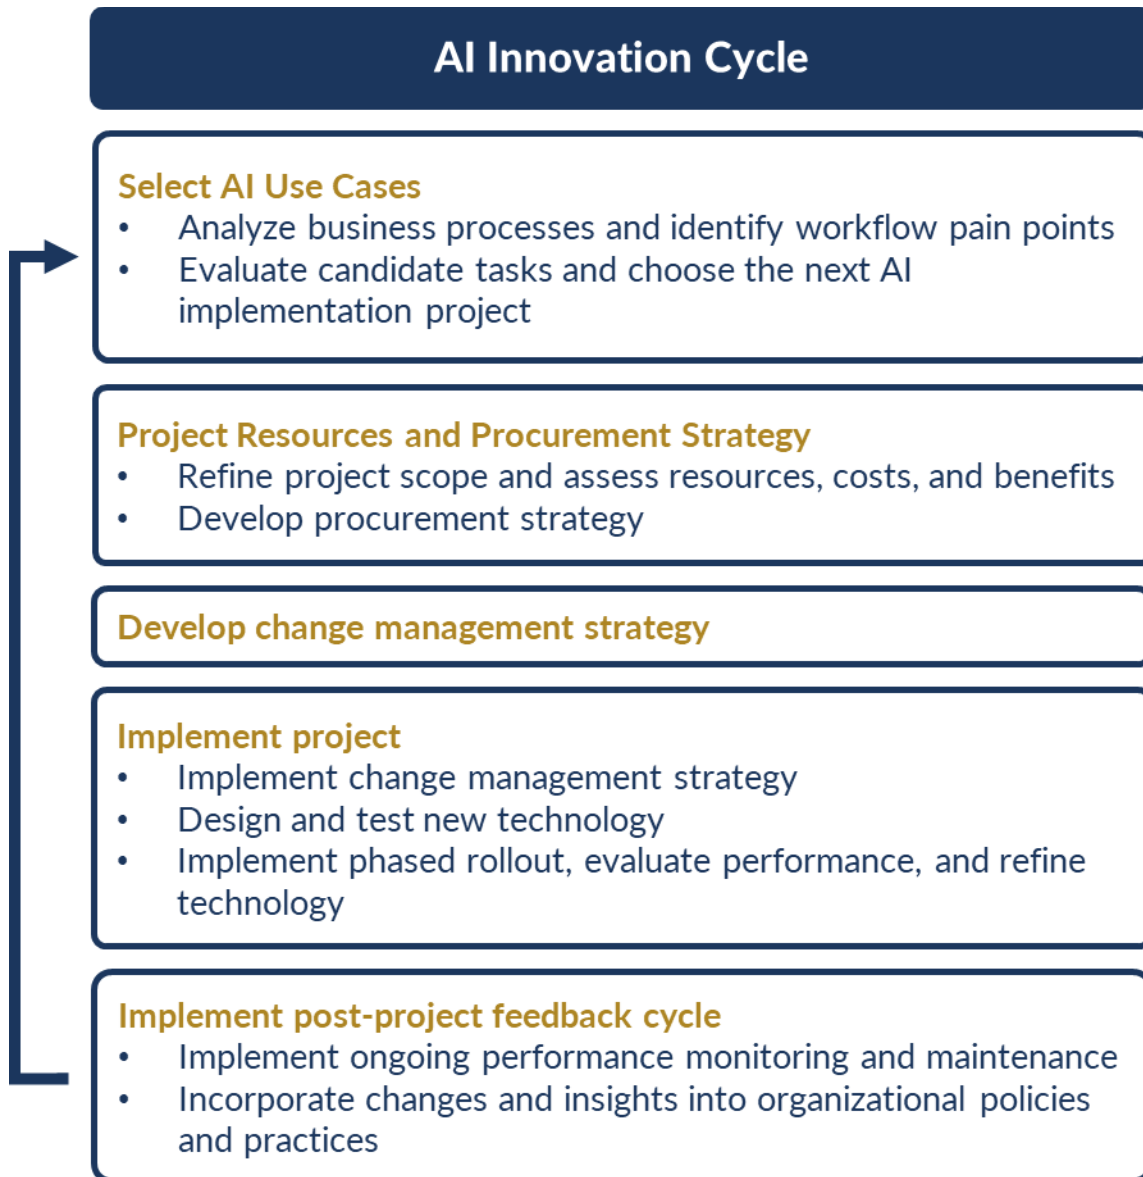 AI Innovation Cycle
Select AI Use Cases
• Analyze business processes and identify workflow pain points
• Evaluate candidate tasks and choose the next AI
implementation project
Project Resources and Procurement Strategy
• Refine project scope and assess resources, costs, and benefits
• Develop procurement strategy
Develop change management strategy
Implement project
• Implement change management strategy
• Design and test new technology
• Implement phased rollout, evaluate performance, and refine
technology
Implement post-project feedback cycle
• Implement ongoing performance monitoring and maintenance
• Incorporate changes and insights into organizational policies
and practices